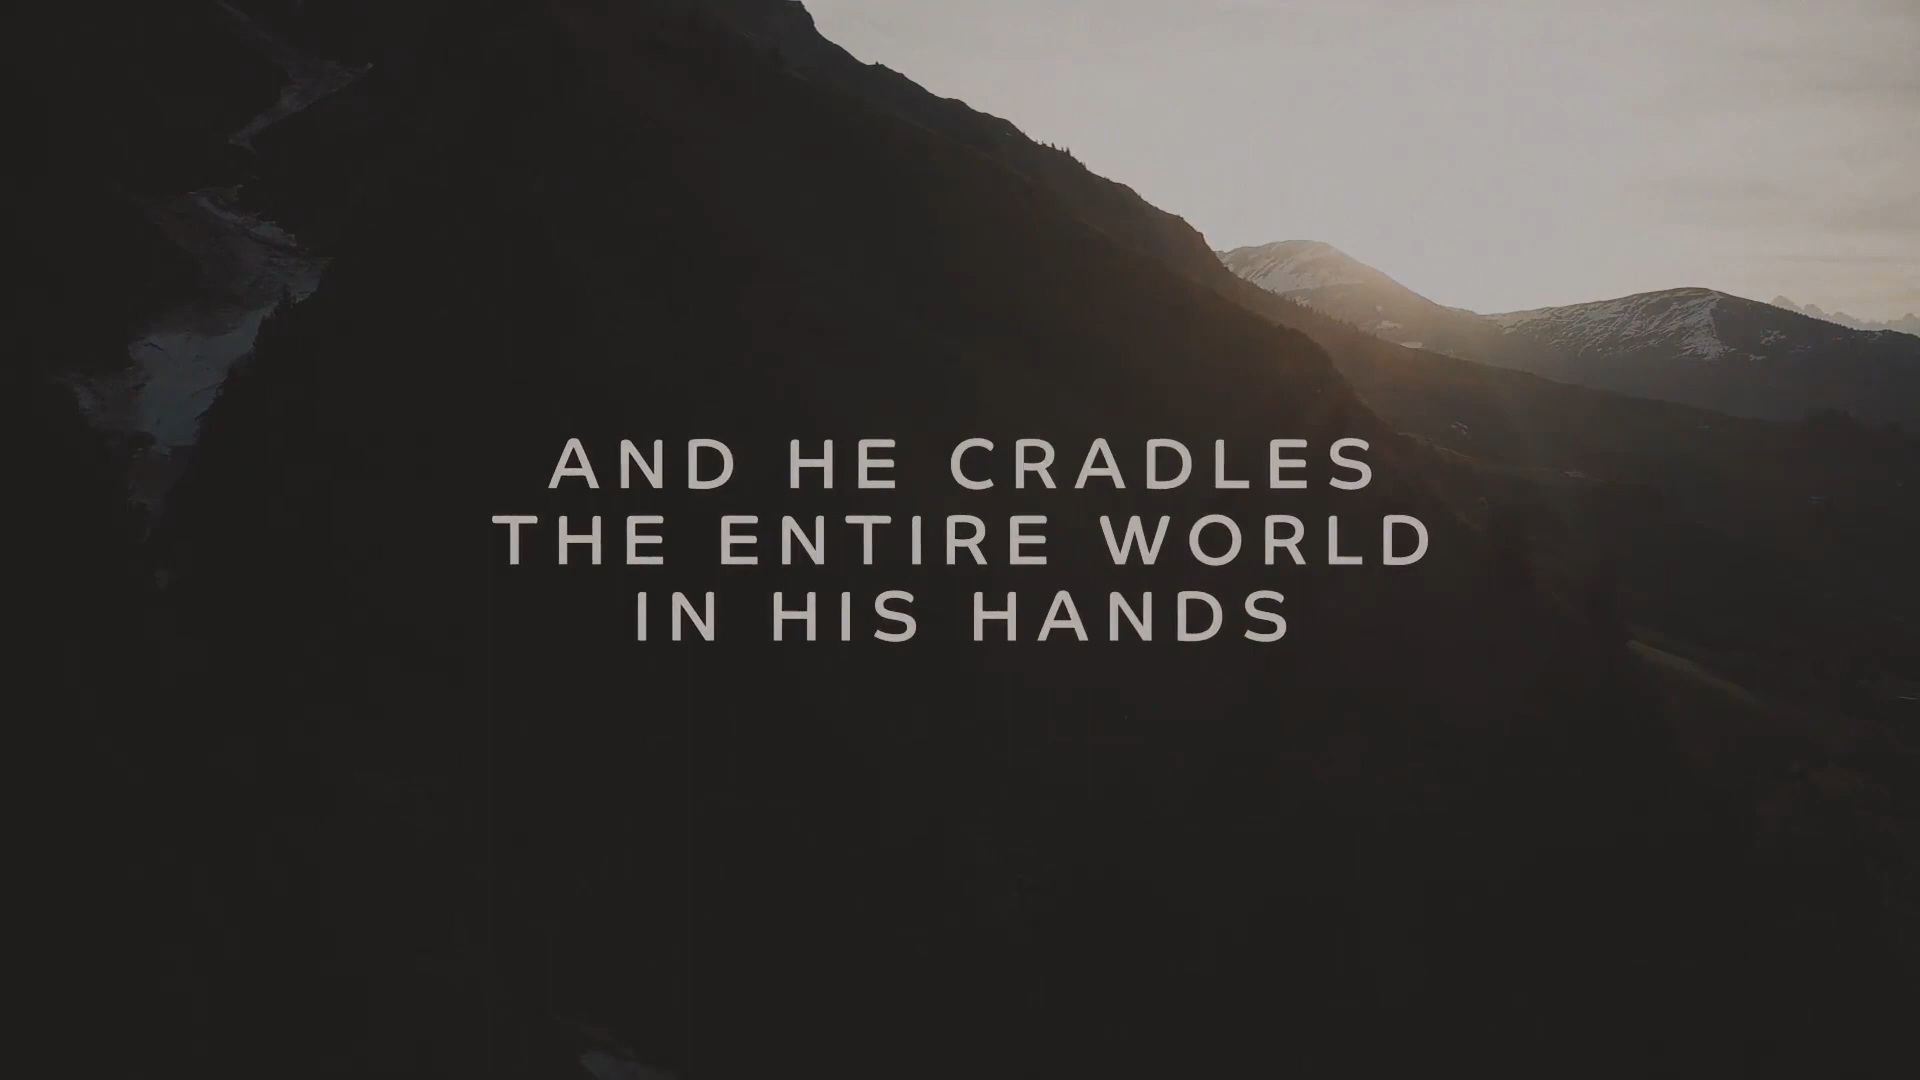 AND HE CRADLES
THE ENTIRE WORLD
IN HIS HANDS